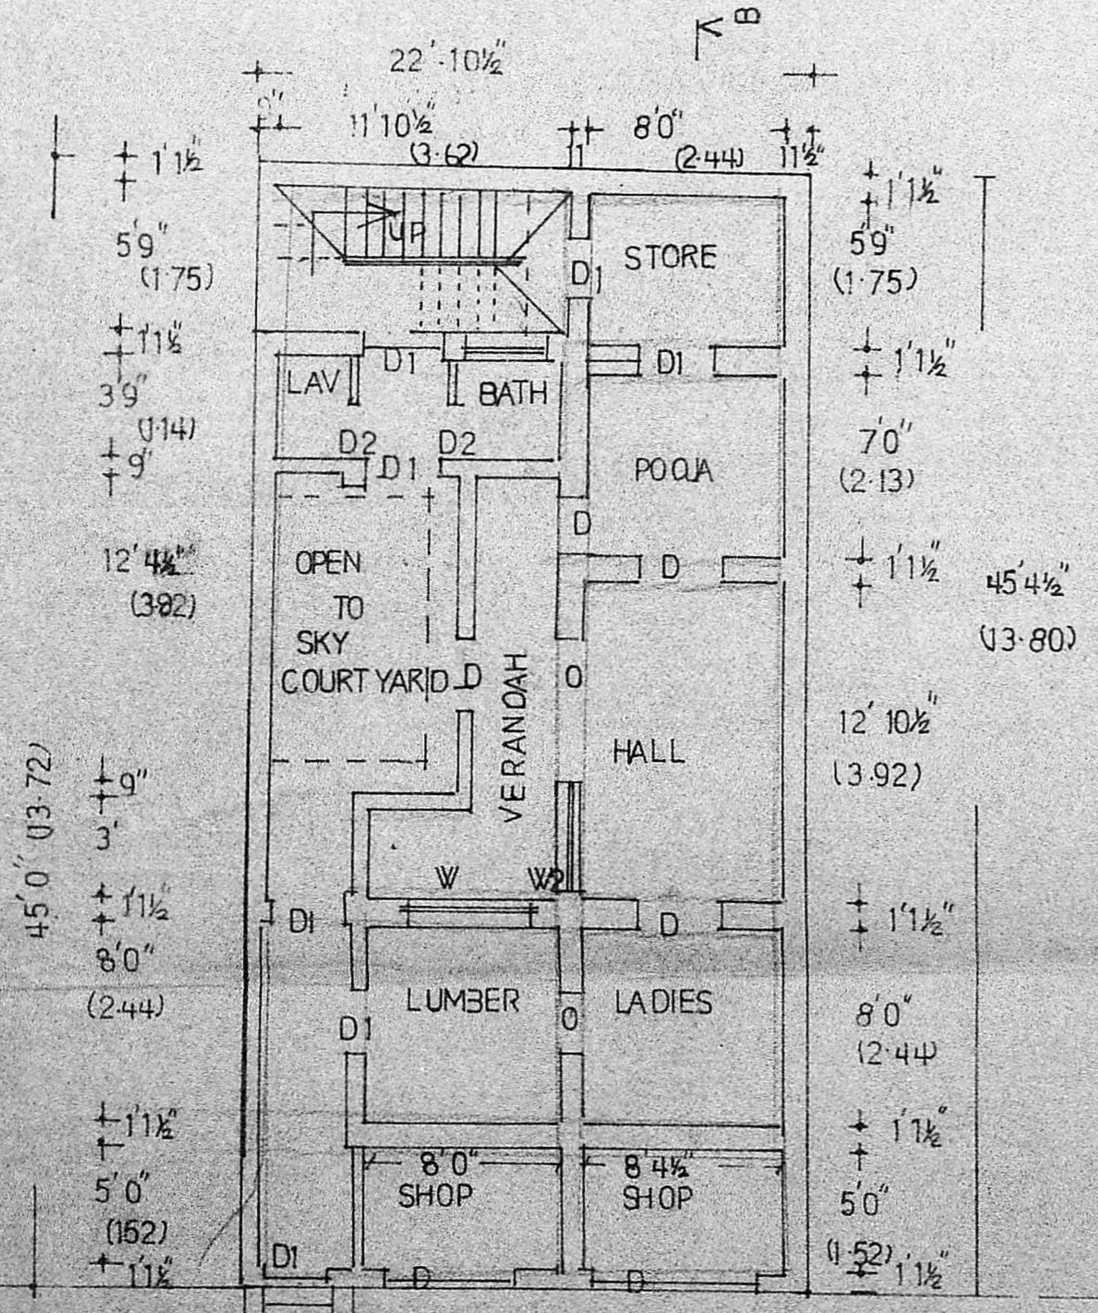 B
22'-10½"
9"
11'10½"
(3·62)
11
8'0"
(2·44)
11½"
1'1½"
1'1½"
5'9"
(1·75)
UP
D1
STORE
5'9"
(1·75)
1'1½"
D1
D1
1'1½"
LAV
BATH
3'9"
(1·14)
D2
D1
D2
9"
POOJA
7'0"
(2·13)
D
12'4½"
(3·92)
OPEN
TO
SKY
COURTYARD
D
D
1'1½"
45'4½"
(13·80)
VERANDAH
O
HALL
12'10½"
(3.92)
45'0" (13·72)
9"
3'
W
W2
1'1½"
D1
D
1'1½"
8'0"
(2·44)
LUMBER
LADIES
D1
O
8'0"
(2·44)
1'1½"
1'1½"
8'0"
8'4½"
5'0"
(152)
SHOP
SHOP
5'0"
(1·52)
1'1½"
D1
D
D
1'1½"